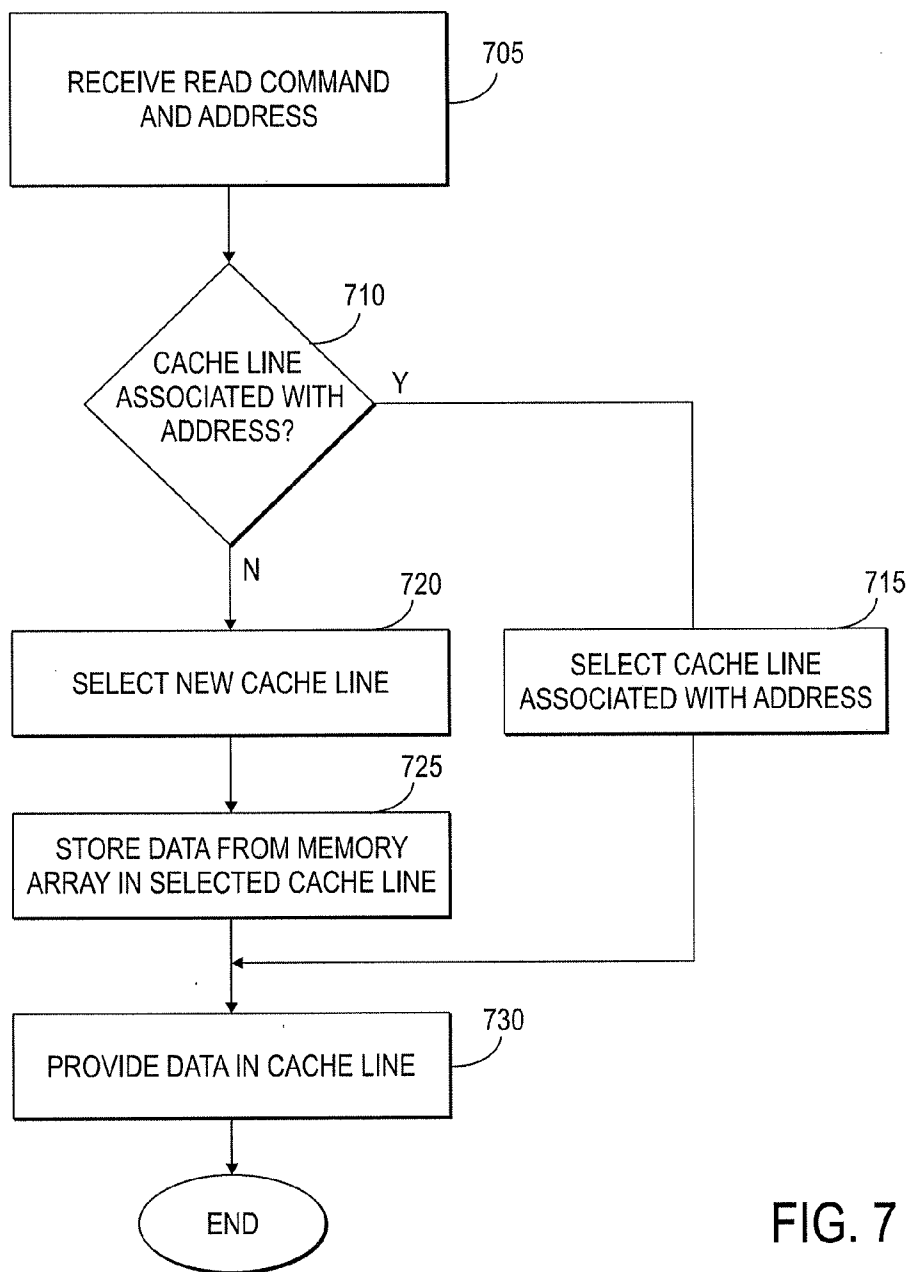 RECEIVE READ COMMAND
AND ADDRESS
705
710
CACHE LINE
ASSOCIATED WITH
ADDRESS?
Y
N
720
SELECT NEW CACHE LINE
715
SELECT CACHE LINE
ASSOCIATED WITH ADDRESS
725
STORE DATA FROM MEMORY
ARRAY IN SELECTED CACHE LINE
730
PROVIDE DATA IN CACHE LINE
END
FIG. 7